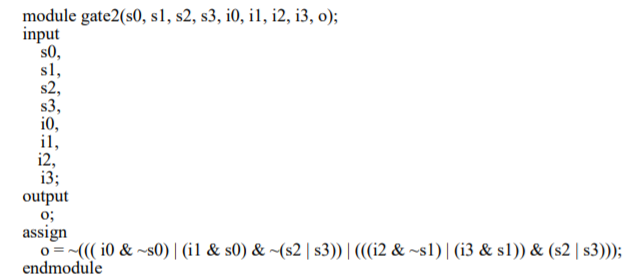 module gate2(s0, s1, s2, s3, i0, i1, i2, i3, o);
input
s0,
s1,
s2,
s3,
i0,
i1,
i2,
i3;
output
o;
assign
o = ~((( i0 & ~s0) | (i1 & s0) & ~(s2 | s3)) | (((i2 & ~s1) | (i3 & s1)) & (s2 | s3)));
endmodule